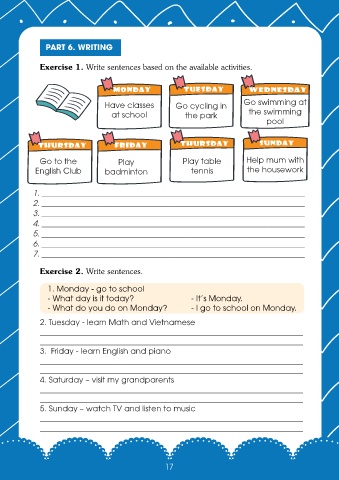 PART 6. WRITING
Exercise 1. Write sentences based on the available activities.
MONDAY
Have classes
at school
TUESDAY
Go cycling in
the park
WEDNESDAY
Go swimming at
the swimming
pool
THURSDAY
Go to the
English Club
FRIDAY
Play
badminton
THURSDAY
Play table
tennis
SUNDAY
Help mum with
the housework
1.
2.
3.
4.
5.
6.
7.
Exercise 2. Write sentences.
1. Monday - go to school
- What day is it today? - It's Monday.
- What do you do on Monday? - I go to school on Monday.
2. Tuesday - learn Math and Vietnamese
3. Friday - learn English and piano
4. Saturday – visit my grandparents
5. Sunday – watch TV and listen to music
17